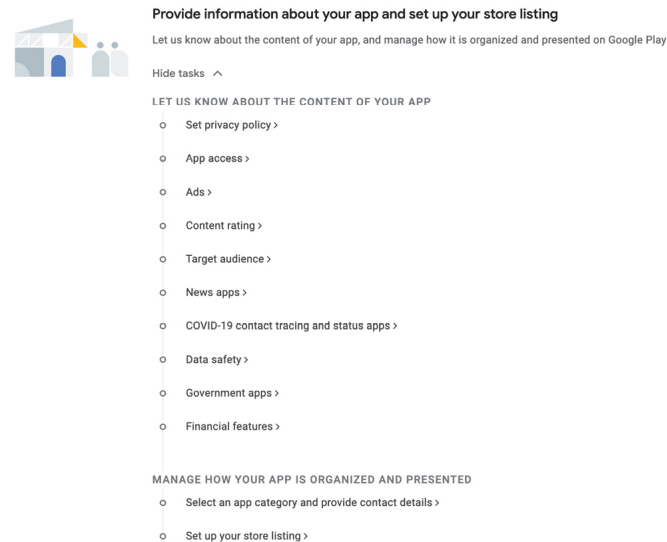 Provide information about your app and set up your store listing
Let us know about the content of your app, and manage how it is organized and presented on Google Play
Hide tasks
LET US KNOW ABOUT THE CONTENT OF YOUR APP
Set privacy policy >
App access >
Ads >
Content rating >
Target audience >
News apps >
COVID-19 contact tracing and status apps >
Data safety >
Government apps >
Financial features >
MANAGE HOW YOUR APP IS ORGANIZED AND PRESENTED
Select an app category and provide contact details >
Set up your store listing >